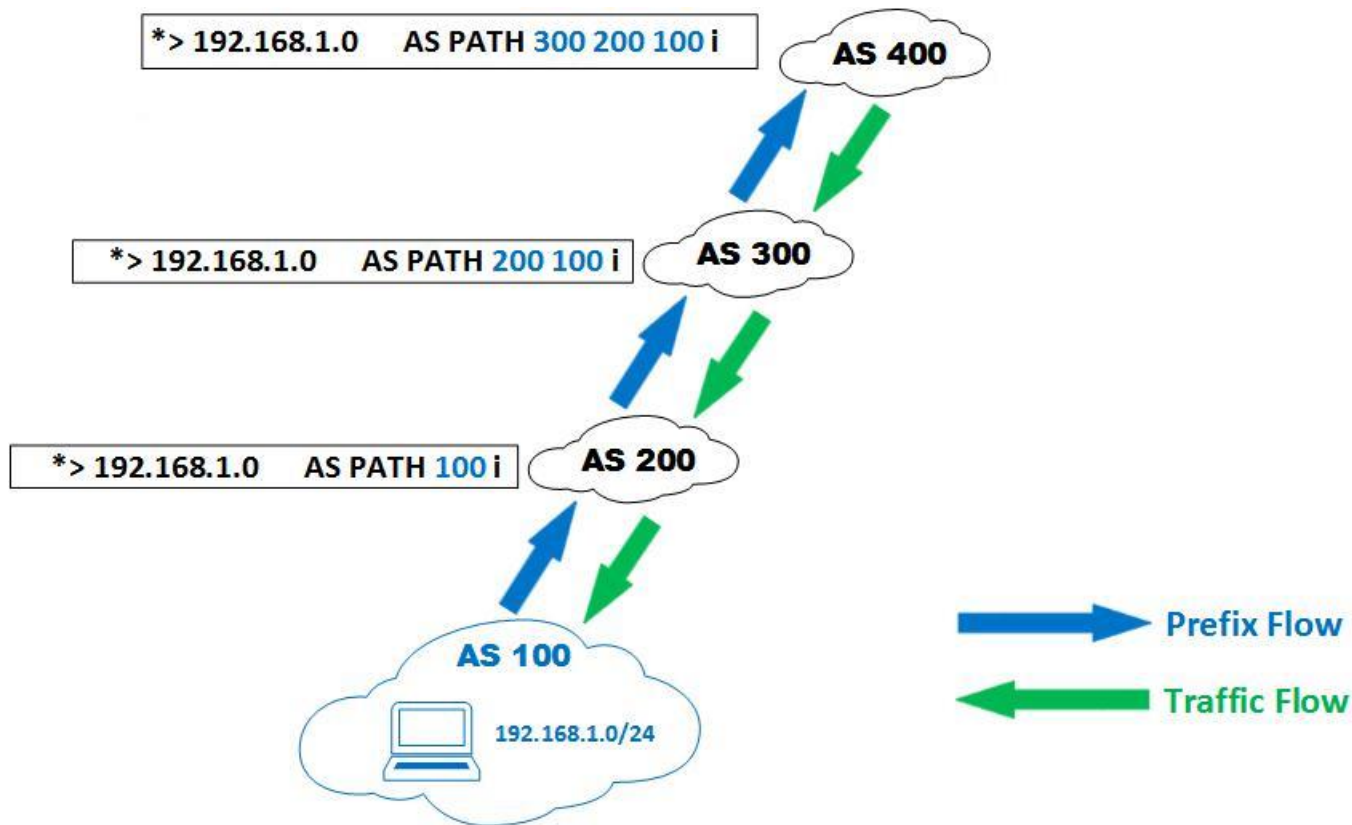 *> 192.168.1.0 AS PATH 300 200 100 i
AS 400
*> 192.168.1.0 AS PATH 200 100 i
AS 300
*> 192.168.1.0 AS PATH 100 i
AS 200
AS 100
192.168.1.0/24
Prefix Flow
Traffic Flow